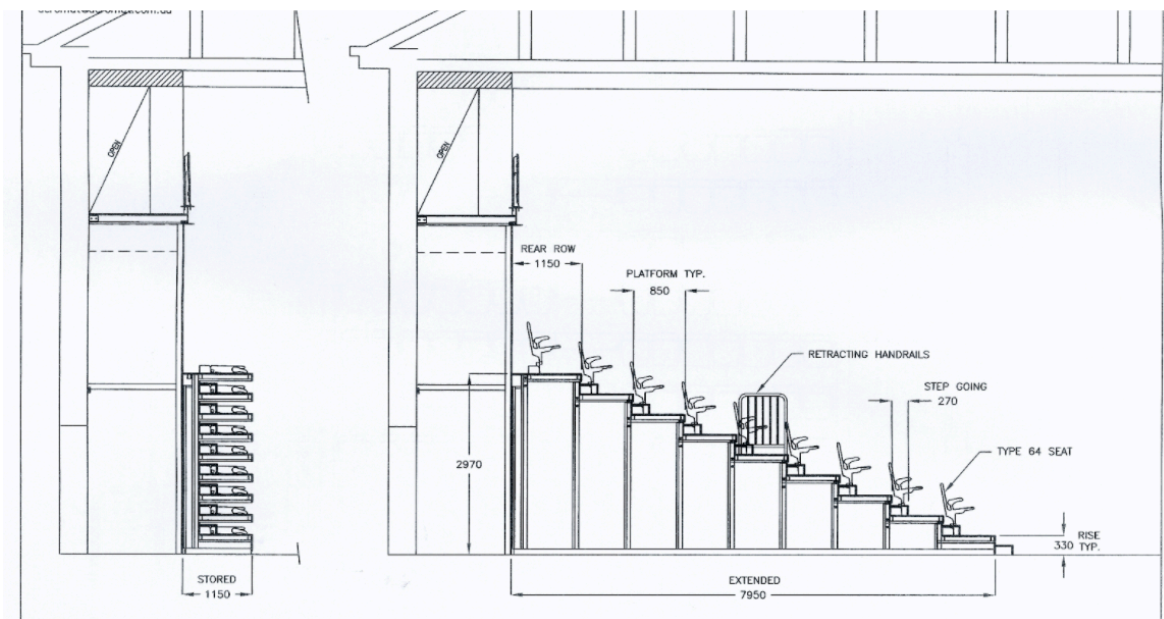 OPEN
OPEN
REAR ROW
1150
PLATFORM TYP.
850
RETRACTING HANDRAILS
STEP GOING
270
TYPE 64 SEAT
2970
RISE
330 TYP.
STORED
1150
EXTENDED
7950